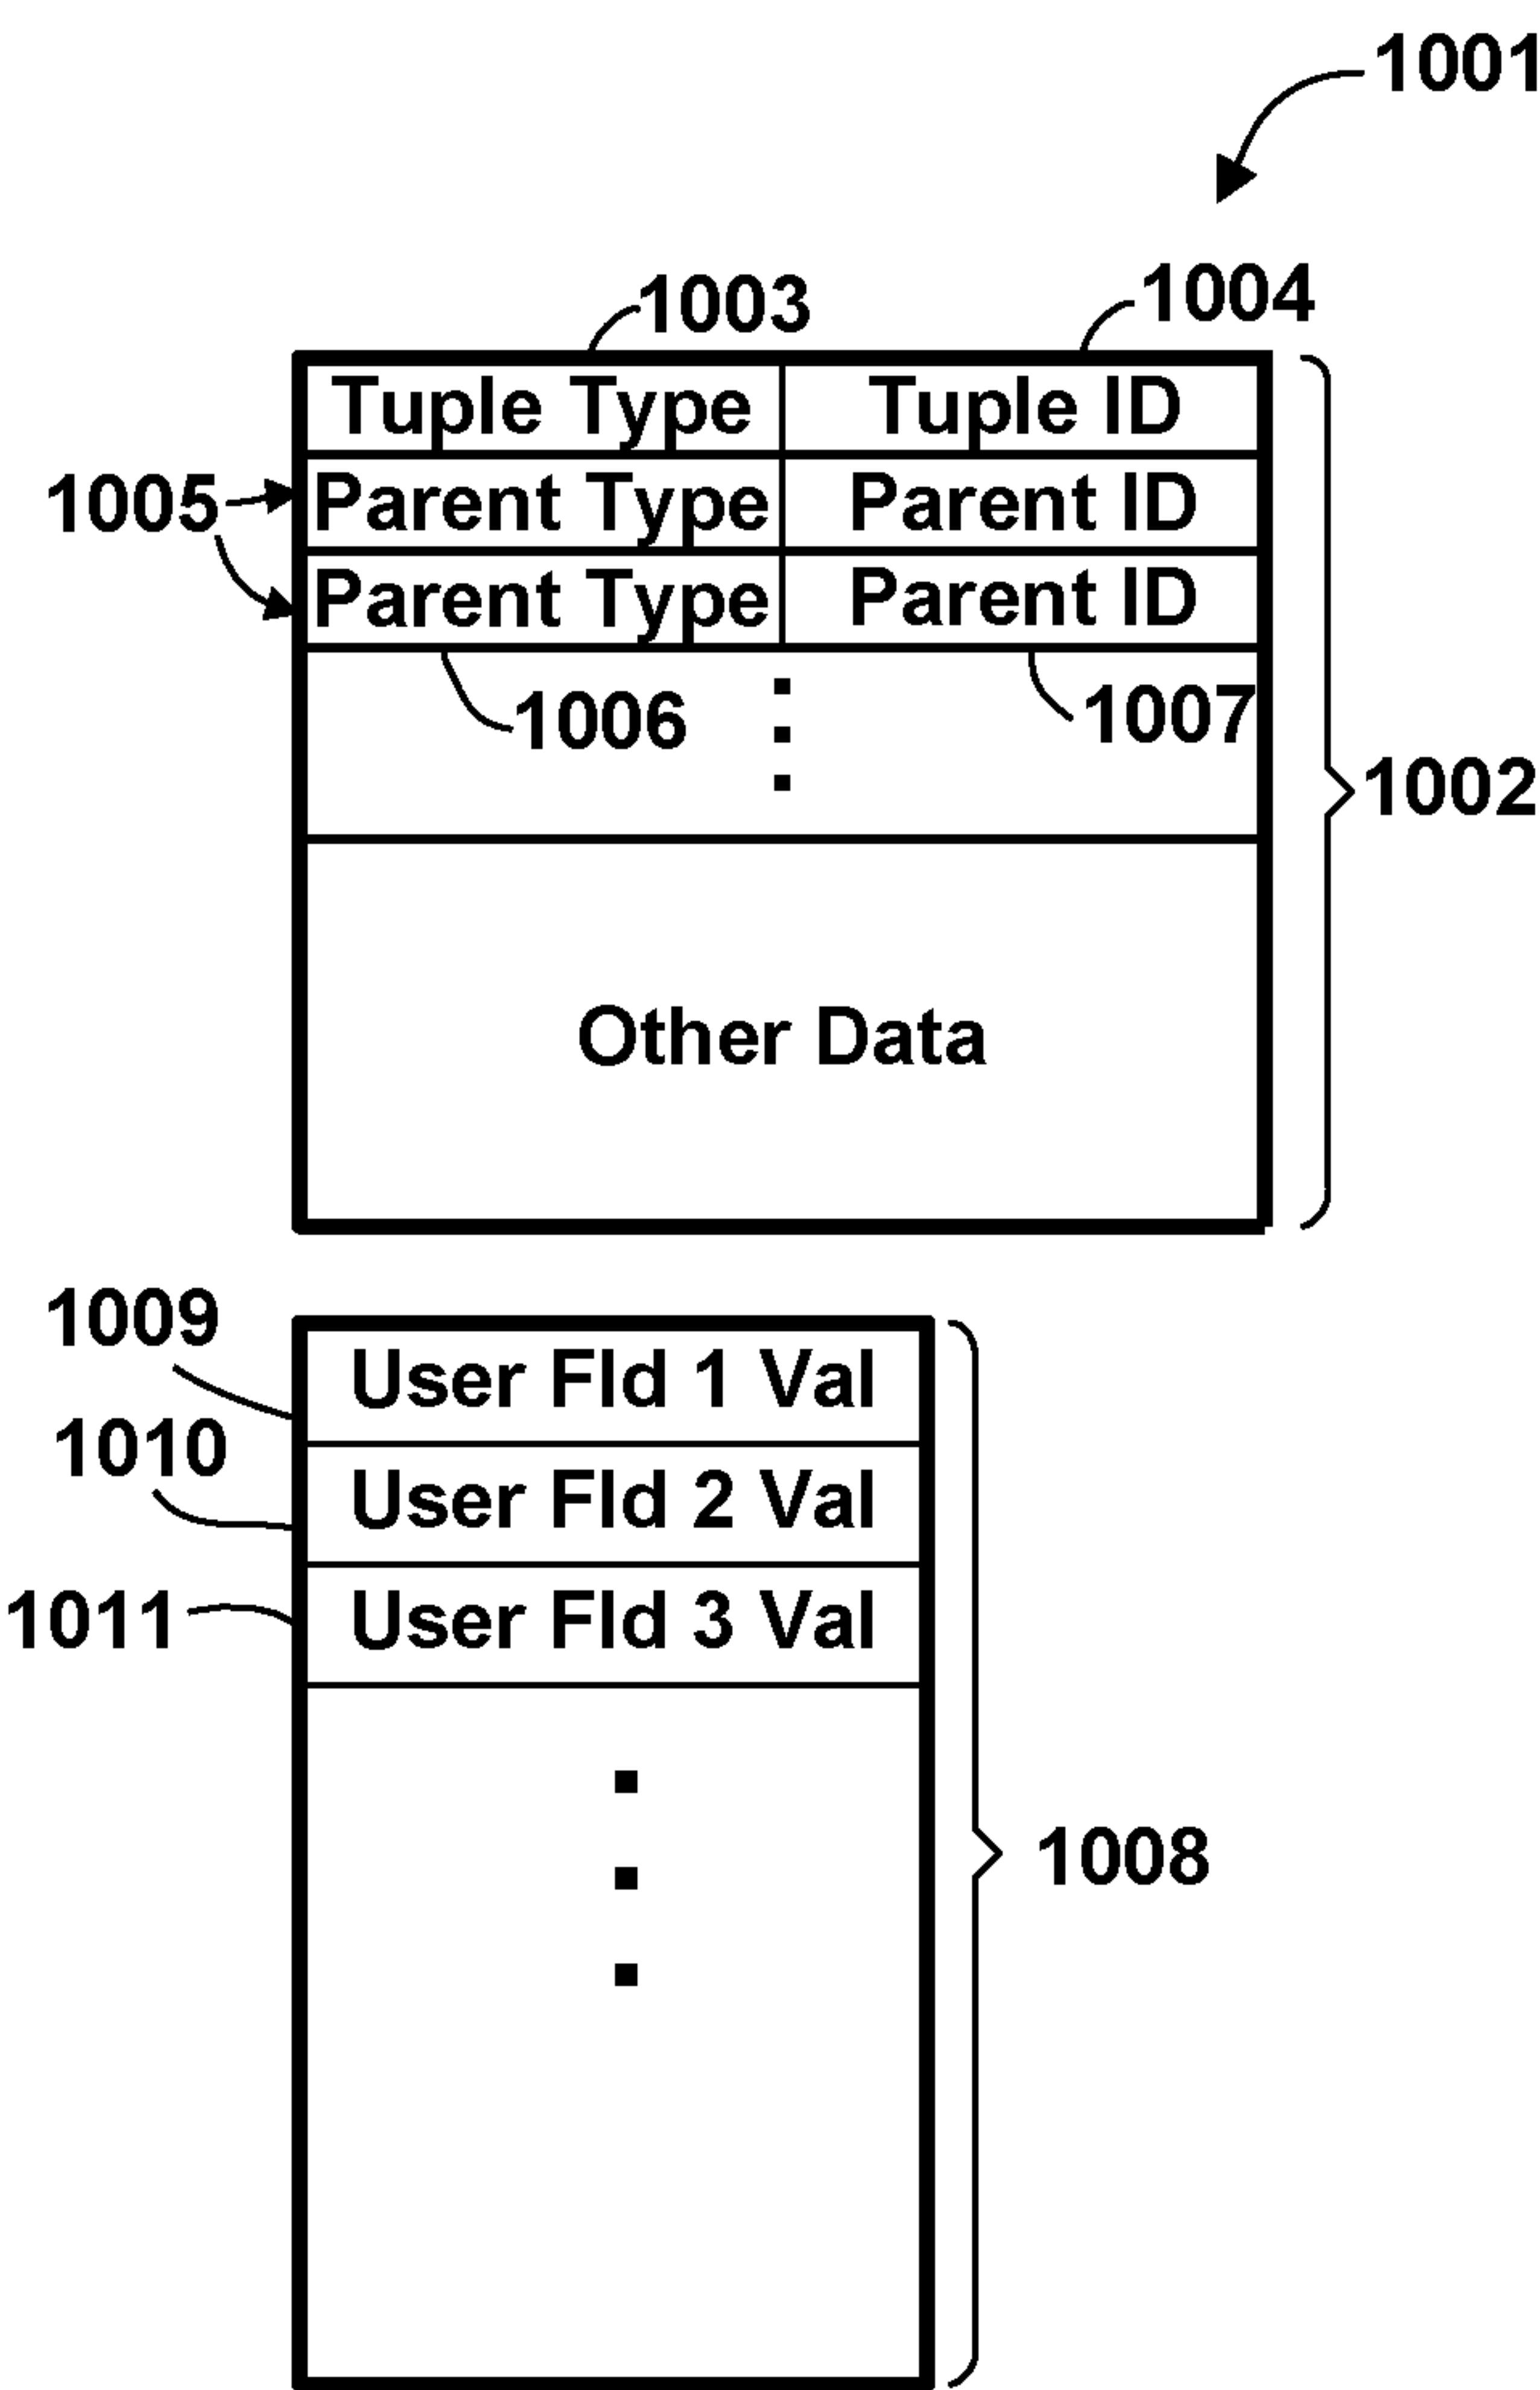 1001
1003 1004
Tuple Type Tuple ID
1005 Parent Type Parent ID
Parent Type Parent ID
1006 1007
1002
Other Data
1009
User Fld 1 Val
1010
User Fld 2 Val
1011 User Fld 3 Val
1008